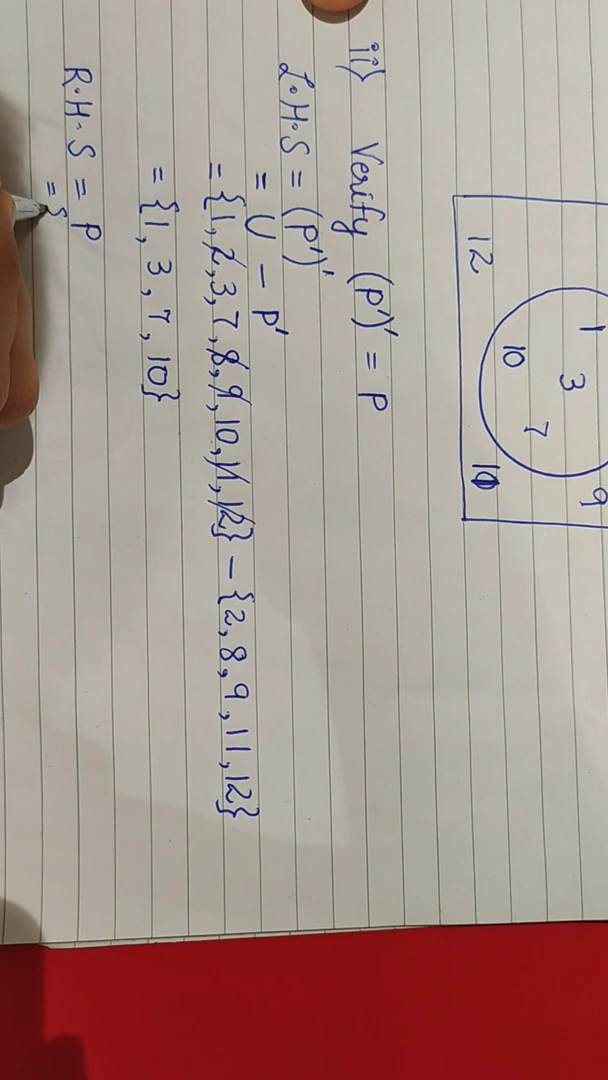 1
3
10
7
9
12
ii} Verify (P')' = P
L.H.S = (P')'
= U - P'
= {1, 2, 3, 7, 8, 9, 10, 11, 12} - {2, 8, 9, 11, 12}
= {1, 3, 7, 10}
R.H.S = P
= {